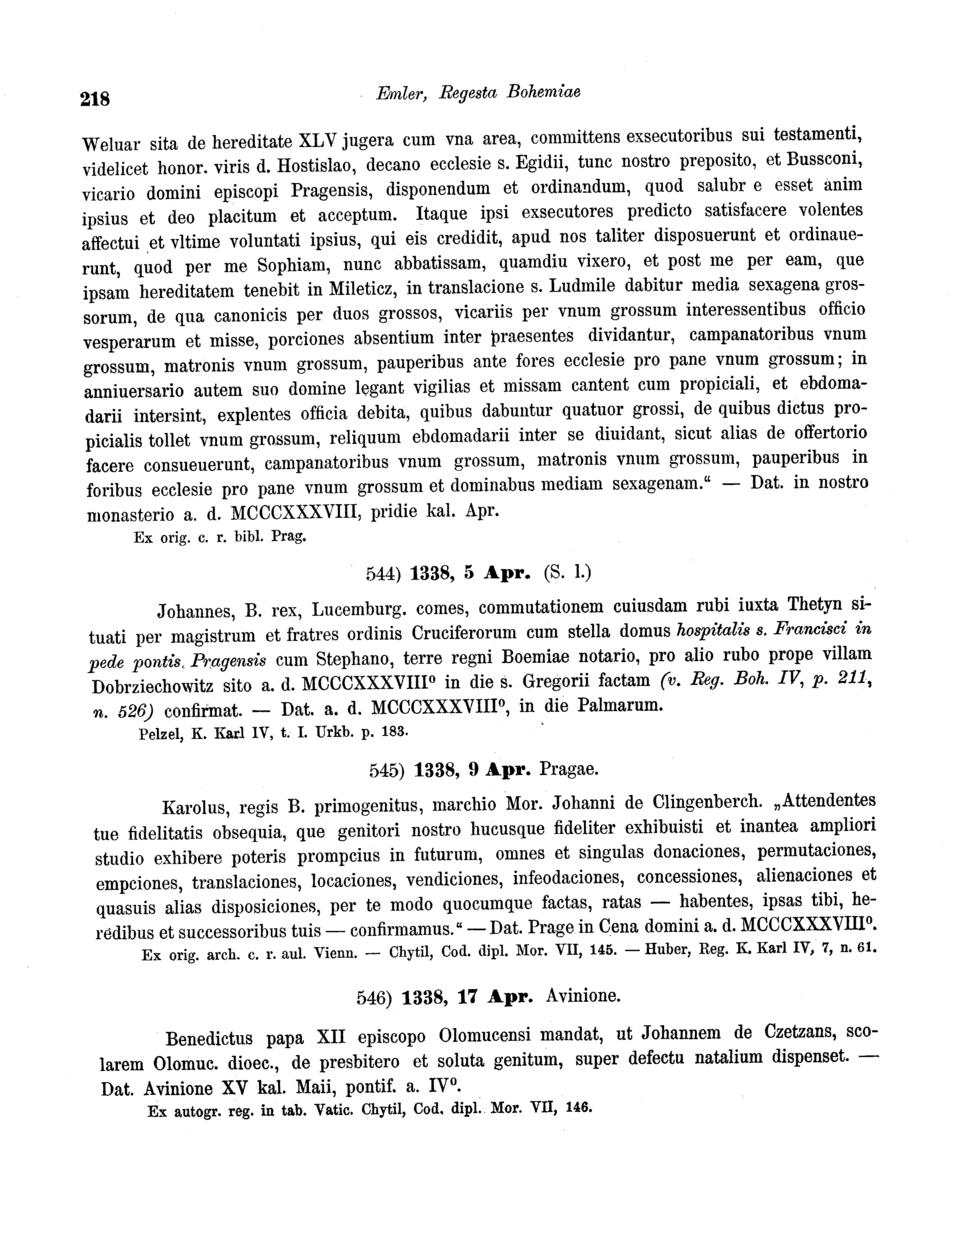 218
Emler, Regesta Bohemiae
Weluar sita de hereditate XLV jugera cum vna area, committens exsecutoribus sui testamenti,
videlicet honor. viris d. Hostislao, decano ecclesie s. Egidii, tunc nostro preposito, et Bussconi,
vicario domini episcopi Pragensis, disponendum et ordinandum, quod salubr e esset anim
ipsius et deo placitum et acceptum. Itaque ipsi exsecutores predicto satisfacere volentes
affectui et vltime voluntati ipsius, qui eis credidit, apud nos taliter disposuerunt et ordinaue-
runt, quod per me Sophiam, nunc abbatissam, quamdiu vixero, et post me per eam, que
ipsam hereditatem tenebit in Mileticz, in translacione s. Ludmile dabitur media sexagena gros-
sorum, de qua canonicis per duos grossos, vicariis per vnum grossum interessentibus officio
vesperarum et misse, porciones absentium inter praesentes dividantur, campanatoribus vnum
grossum, matronis vnum grossum, pauperibus ante fores ecclesie pro pane vnum grossum; in
anniuersario autem suo domine legant vigilias et missam cantent cum propiciali, et ebdoma-
darii intersint, explentes officia debita, quibus dabuntur quatuor grossi, de quibus dictus pro-
picialis tollet vnum grossum, reliquum ebdomadarii inter se diuidant, sicut alias de offertorio
facere consueuerunt, campanatoribus vnum grossum, matronis vnum grossum, pauperibus in
foribus ecclesie pro pane vnum grossum et dominabus mediam sexagenam.“ — Dat. in nostro
monasterio a. d. MCCCXXXVIII, pridie kal. Apr.
Ex orig. c. r. bibl. Prag.
544) 1338, 5 Apr. (S. l.)
Johannes, B. rex, Lucemburg. comes, commutationem cuiusdam rubi iuxta Thetyn si-
tuati per magistrum et fratres ordinis Cruciferorum cum stella domus hospitalis s. Francisci in
pede pontis Pragensis cum Stephano, terre regni Boemiae notario, pro alio rubo prope villam
Dobrziechowitz sito a. d. MCCCXXXVIII⁰ in die s. Gregorii factam (v. Reg. Boh. IV, p. 211,
n. 526) confirmat. — Dat. a. d. MCCCXXXVIII⁰, in die Palmarum.
Pelzel, K. Karl IV, t. I. Urkb. p. 183.
545) 1338, 9 Apr. Pragae.
Karolus, regis B. primogenitus, marchio Mor. Johanni de Clingenberch. „Attendentes
tue fidelitatis obsequia, que genitori nostro hucusque fideliter exhibuisti et inantea ampliori
studio exhibere poteris prompcius in futurum, omnes et singulas donaciones, permutaciones,
empciones, translaciones, locaciones, vendiciones, infeodaciones, concessiones, alienaciones et
quasuis alias disposiciones, per te modo quocumque factas, ratas — habentes, ipsas tibi, he-
redibus et successoribus tuis — confirmamus.“ — Dat. Prage in Cena domini a. d. MCCCXXXVIII⁰.
Ex orig. arch. c. r. aul. Vienn. — Chytil, Cod. dipl. Mor. VII, 145. — Huber, Reg. K. Karl IV, 7, n. 61.
546) 1338, 17 Apr. Avinione.
Benedictus papa XII episcopo Olomucensi mandat, ut Johannem de Czetzans, sco-
larem Olomuc. dioec., de presbitero et soluta genitum, super defectu natalium dispenset. —
Dat. Avinione XV kal. Maii, pontif. a. IV⁰.
Ex autogr. reg. in tab. Vatic. Chytil, Cod. dipl. Mor. VII, 146.